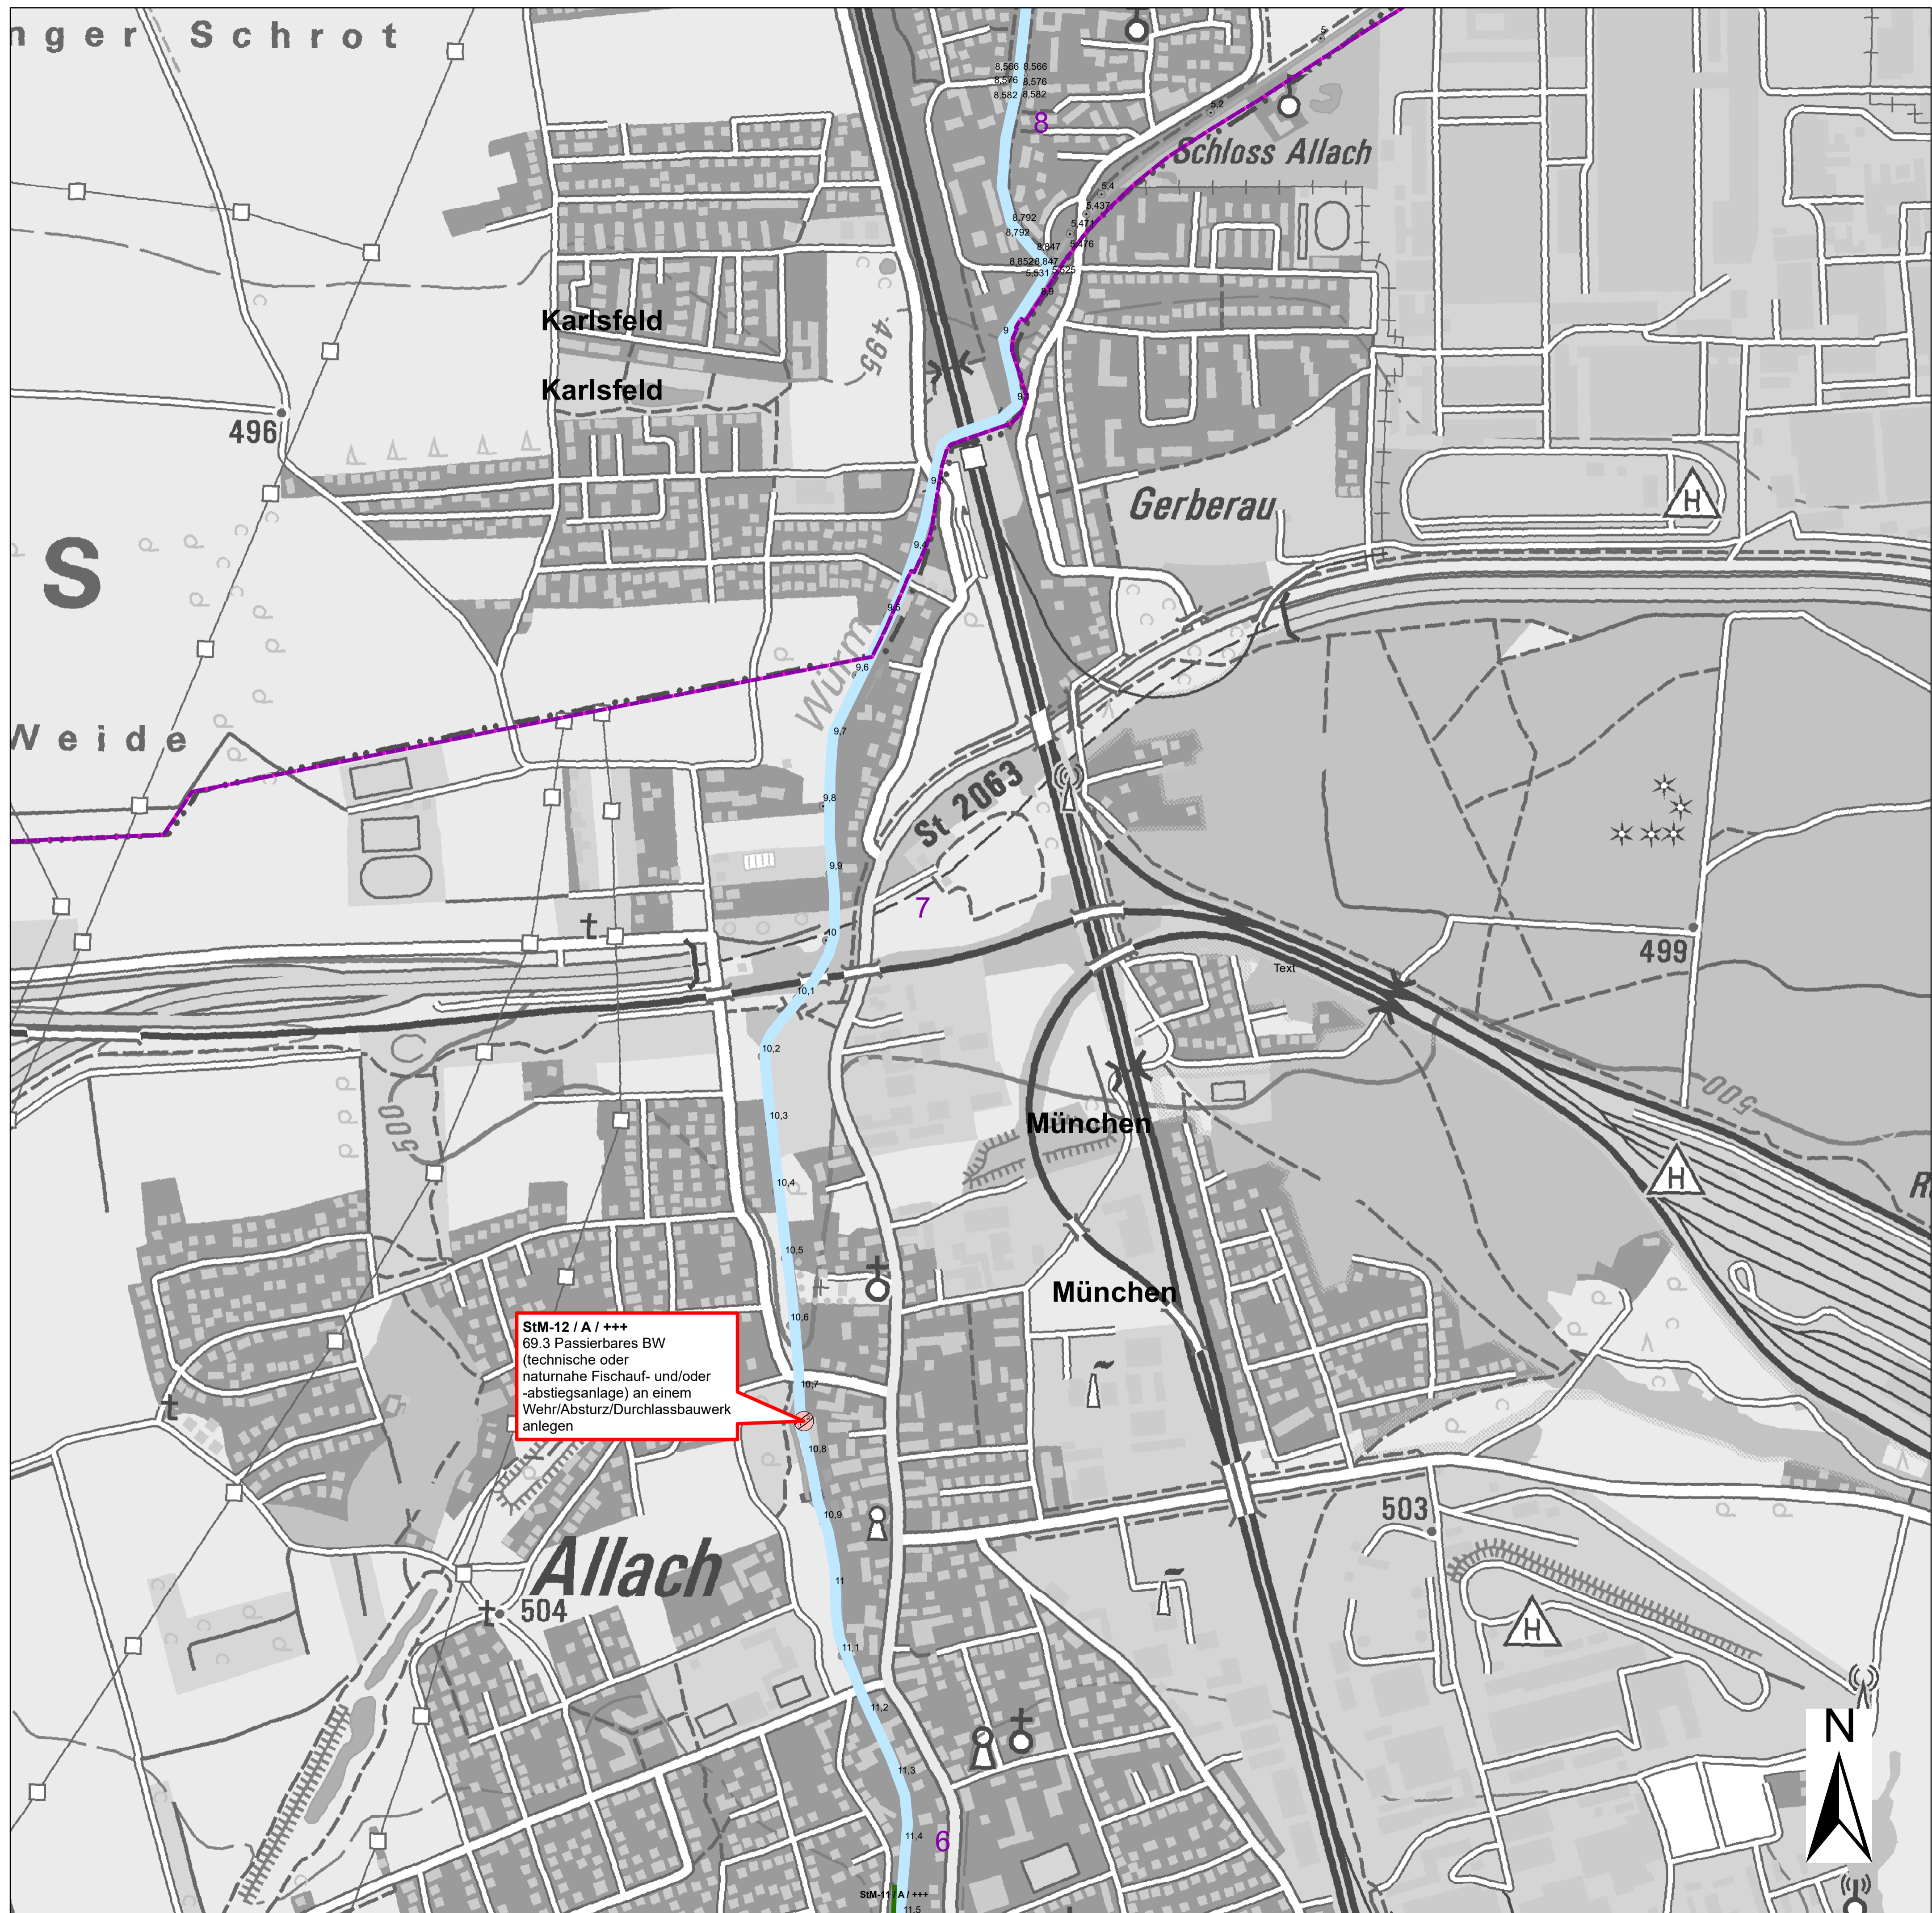 nger Schrot
5
8,566 8,566
8,576 8,576
8,582 8,582
5,2
8
Schloss Allach
5,4
5,437
8,792
5,471
8,792
5,476
8,847
8,852 8,847
5,525
5,531
8,9
Karlsfeld
9
495
Karlsfeld
9,1
496
9,3
H
Gerberau
9,4
S
9,5
Würm
9,6
9,7
Weide
St 2063
9,8
9,9
7
10
499
Text
10,1
10,2
500
10,3
500
München
10,4
H
R
10,5
München
10,6
StM-12 / A / +++
69.3 Passierbares BW
(technische oder
naturnahe Fischauf- und/oder
-abstiegsanlage) an einem
Wehr/Absturz/Durchlassbauwerk
anlegen
10,7
10,8
10,9
503
Allach
11
504
H
11,1
11,2
N
11,3
11,4
6
StM-11 / A / +++
11,5